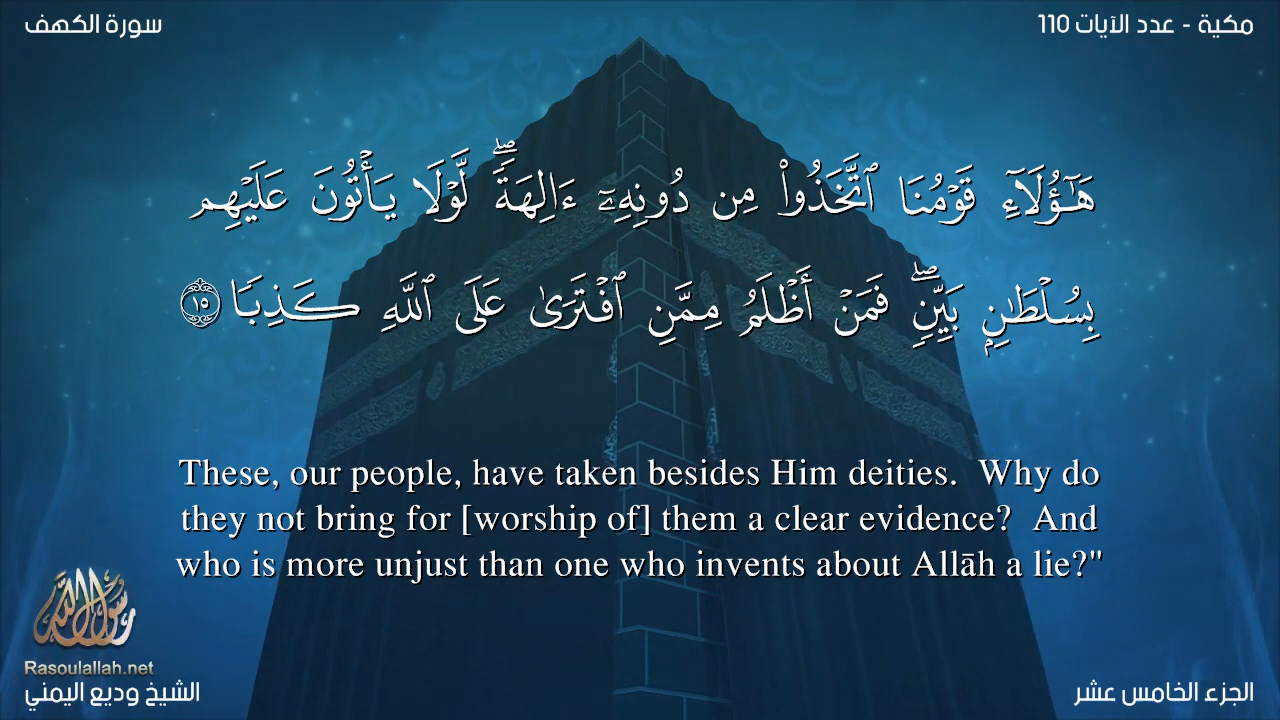 سورة الكهف
مكية - عدد الآيات 110
هَـٰٓؤُلَآءِ قَوْمُنَا ٱتَّخَذُوا۟ مِن دُونِهِۦٓ ءَالِهَةً ۖ لَّوْلَا يَأْتُونَ عَلَيْهِم
بِسُلْطَـٰنٍۭ بَيِّنٍ ۖ فَمَنْ أَظْلَمُ مِمَّنِ ٱفْتَرَىٰ عَلَى ٱللَّهِ كَذِبًا ١٥
These, our people, have taken besides Him deities.  Why do
they not bring for [worship of] them a clear evidence?  And
who is more unjust than one who invents about Allāh a lie?"
رسول الله
Rasoulallah.net
الشيخ وديع اليمني
الجزء الخامس عشر